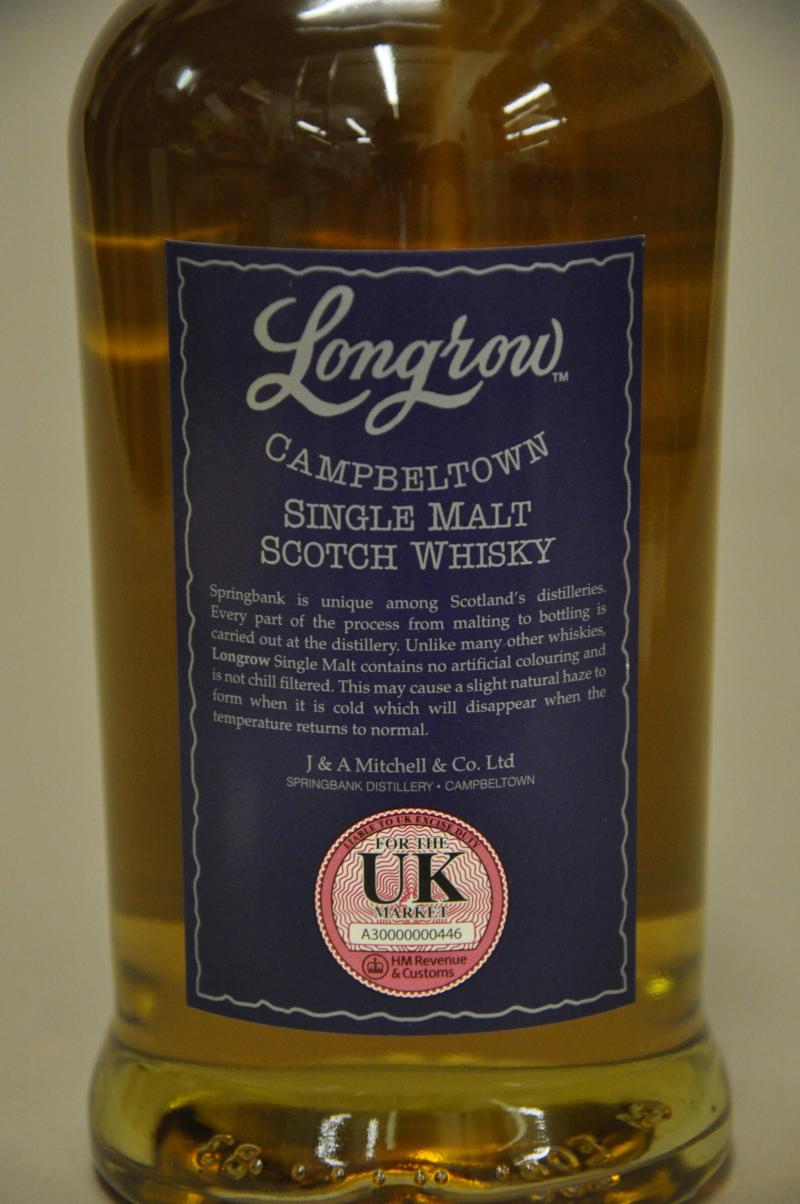 Longrow™
CAMPBELTOWN
SINGLE MALT
SCOTCH WHISKY
Springbank is unique among Scotland's distilleries.
Every part of the process from malting to bottling is
carried out at the distillery. Unlike many other whiskies,
Longrow Single Malt contains no artificial colouring and
is not chill filtered. This may cause a slight natural haze to
form when it is cold which will disappear when the
temperature returns to normal.
J & A Mitchell & Co. Ltd
SPRINGBANK DISTILLERY • CAMPBELTOWN
LIABLE TO UK EXCISE DUTY
FOR THE
UK
MARKET
A30000000446
HM Revenue
& Customs